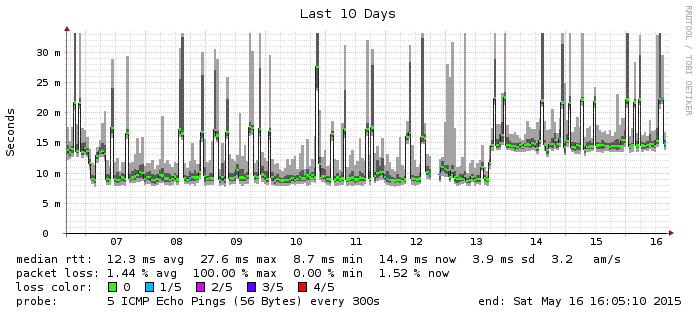 Last 10 Days
RRDTOOL / TOBI OETIKER
Seconds
30 m
25 m
20 m
15 m
10 m
5 m
0
07 08 09 10 11 12 13 14 15 16
median rtt: 12.3 ms avg 27.6 ms max 8.7 ms min 14.9 ms now 3.9 ms sd 3.2 am/s
packet loss: 1.44 % avg 100.00 % max 0.00 % min 1.52 % now
loss color: 0 1/5 2/5 3/5 4/5
probe: 5 ICMP Echo Pings (56 Bytes) every 300s end: Sat May 16 16:05:10 2015